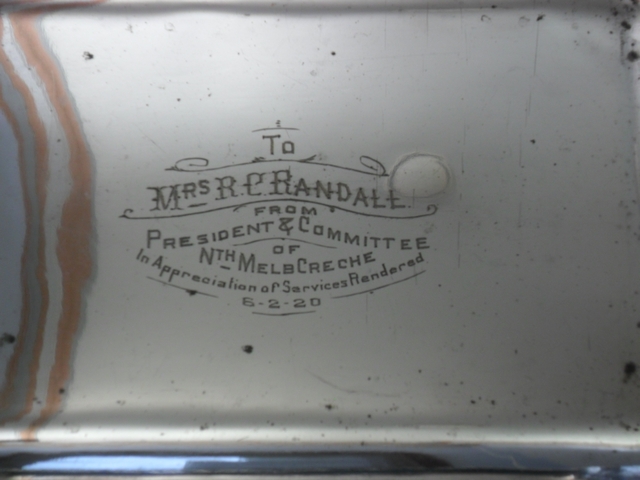 To
MRS R.C. RANDALL.
FROM
PRESIDENT & COMMITTEE
OF
NTH MELB CRECHE
In Appreciation of Services Rendered
6-2-20